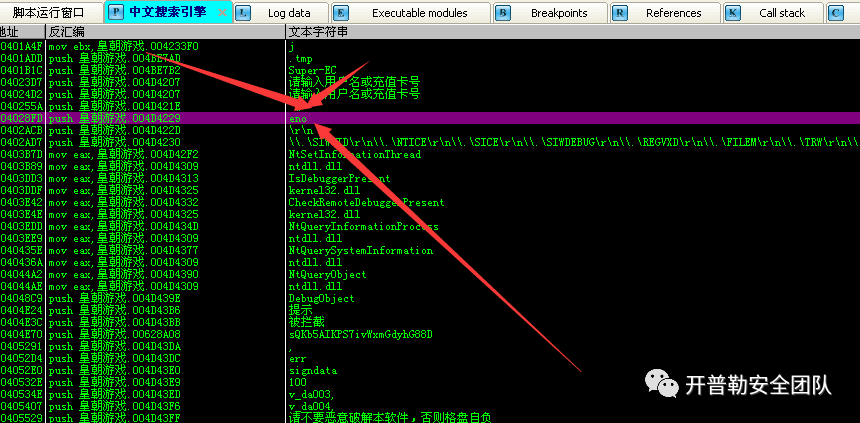 脚本运行窗口 P 中文搜索引擎 L Log data E Executable modules B Breakpoints R References K Call stack C
地址 反汇编 文本字符串
0401A4F mov ebx,皇朝游戏.004233F0 j
0401ADD push 皇朝游戏.004BE7AD .tmp
0401B1C push 皇朝游戏.004BE7B2 Super-EC
04023D7 push 皇朝游戏.004D4207 请输入用户名或充值卡号
04024D2 push 皇朝游戏.004D4207 请输入用户名或充值卡号
040255A push 皇朝游戏.004D421E
04028FD push 皇朝游戏.004D4229 eno
0402ACB push 皇朝游戏.004D422D \r\n
0402AD7 push 皇朝游戏.004D4230 \\.\SIWVID\r\n\\.\NTICE\r\n\\.\SICE\r\n\\.\SIWDEBUG\r\n\\.\REGVXD\r\n\\.\FILEM\r\n\\.\TRW\r\n\\
0403B7D mov eax,皇朝游戏.004D42F2 NtSetInformationThread
0403B89 mov eax,皇朝游戏.004D4309 ntdll.dll
0403DD3 mov eax,皇朝游戏.004D4313 IsDebuggerPresent
0403DDF mov eax,皇朝游戏.004D4325 kernel32.dll
0403E42 mov eax,皇朝游戏.004D4332 CheckRemoteDebuggerPresent
0403E4E mov eax,皇朝游戏.004D4325 kernel32.dll
0403EDD mov eax,皇朝游戏.004D434D NtQueryInformationProcess
0403EE9 mov eax,皇朝游戏.004D4309 ntdll.dll
040435E mov eax,皇朝游戏.004D4377 NtQuerySystemInformation
040436A mov eax,皇朝游戏.004D4309 ntdll.dll
04044A2 mov eax,皇朝游戏.004D4390 NtQueryObject
04044AE mov eax,皇朝游戏.004D4309 ntdll.dll
04048C9 push 皇朝游戏.004D439E DebugObject
0404E24 push 皇朝游戏.004D43B6 提示
0404E3C push 皇朝游戏.004D43BB 被拦截
0404E70 push 皇朝游戏.00628A08 sQKb5AIKPS7ivWxmGdyhG88D
0405291 push 皇朝游戏.004D43DA ,
04052D4 push 皇朝游戏.004D43DC err
04052E0 push 皇朝游戏.004D43E0 signdata
040532E push 皇朝游戏.004D43E9 100
040534E push 皇朝游戏.004D43ED v_da003,
0405407 push 皇朝游戏.004D43F6 v_da004,
0405529 push 皇朝游戏.004D43FF 请不要恶意破解本软件，否则格盘自负
开普勒安全团队